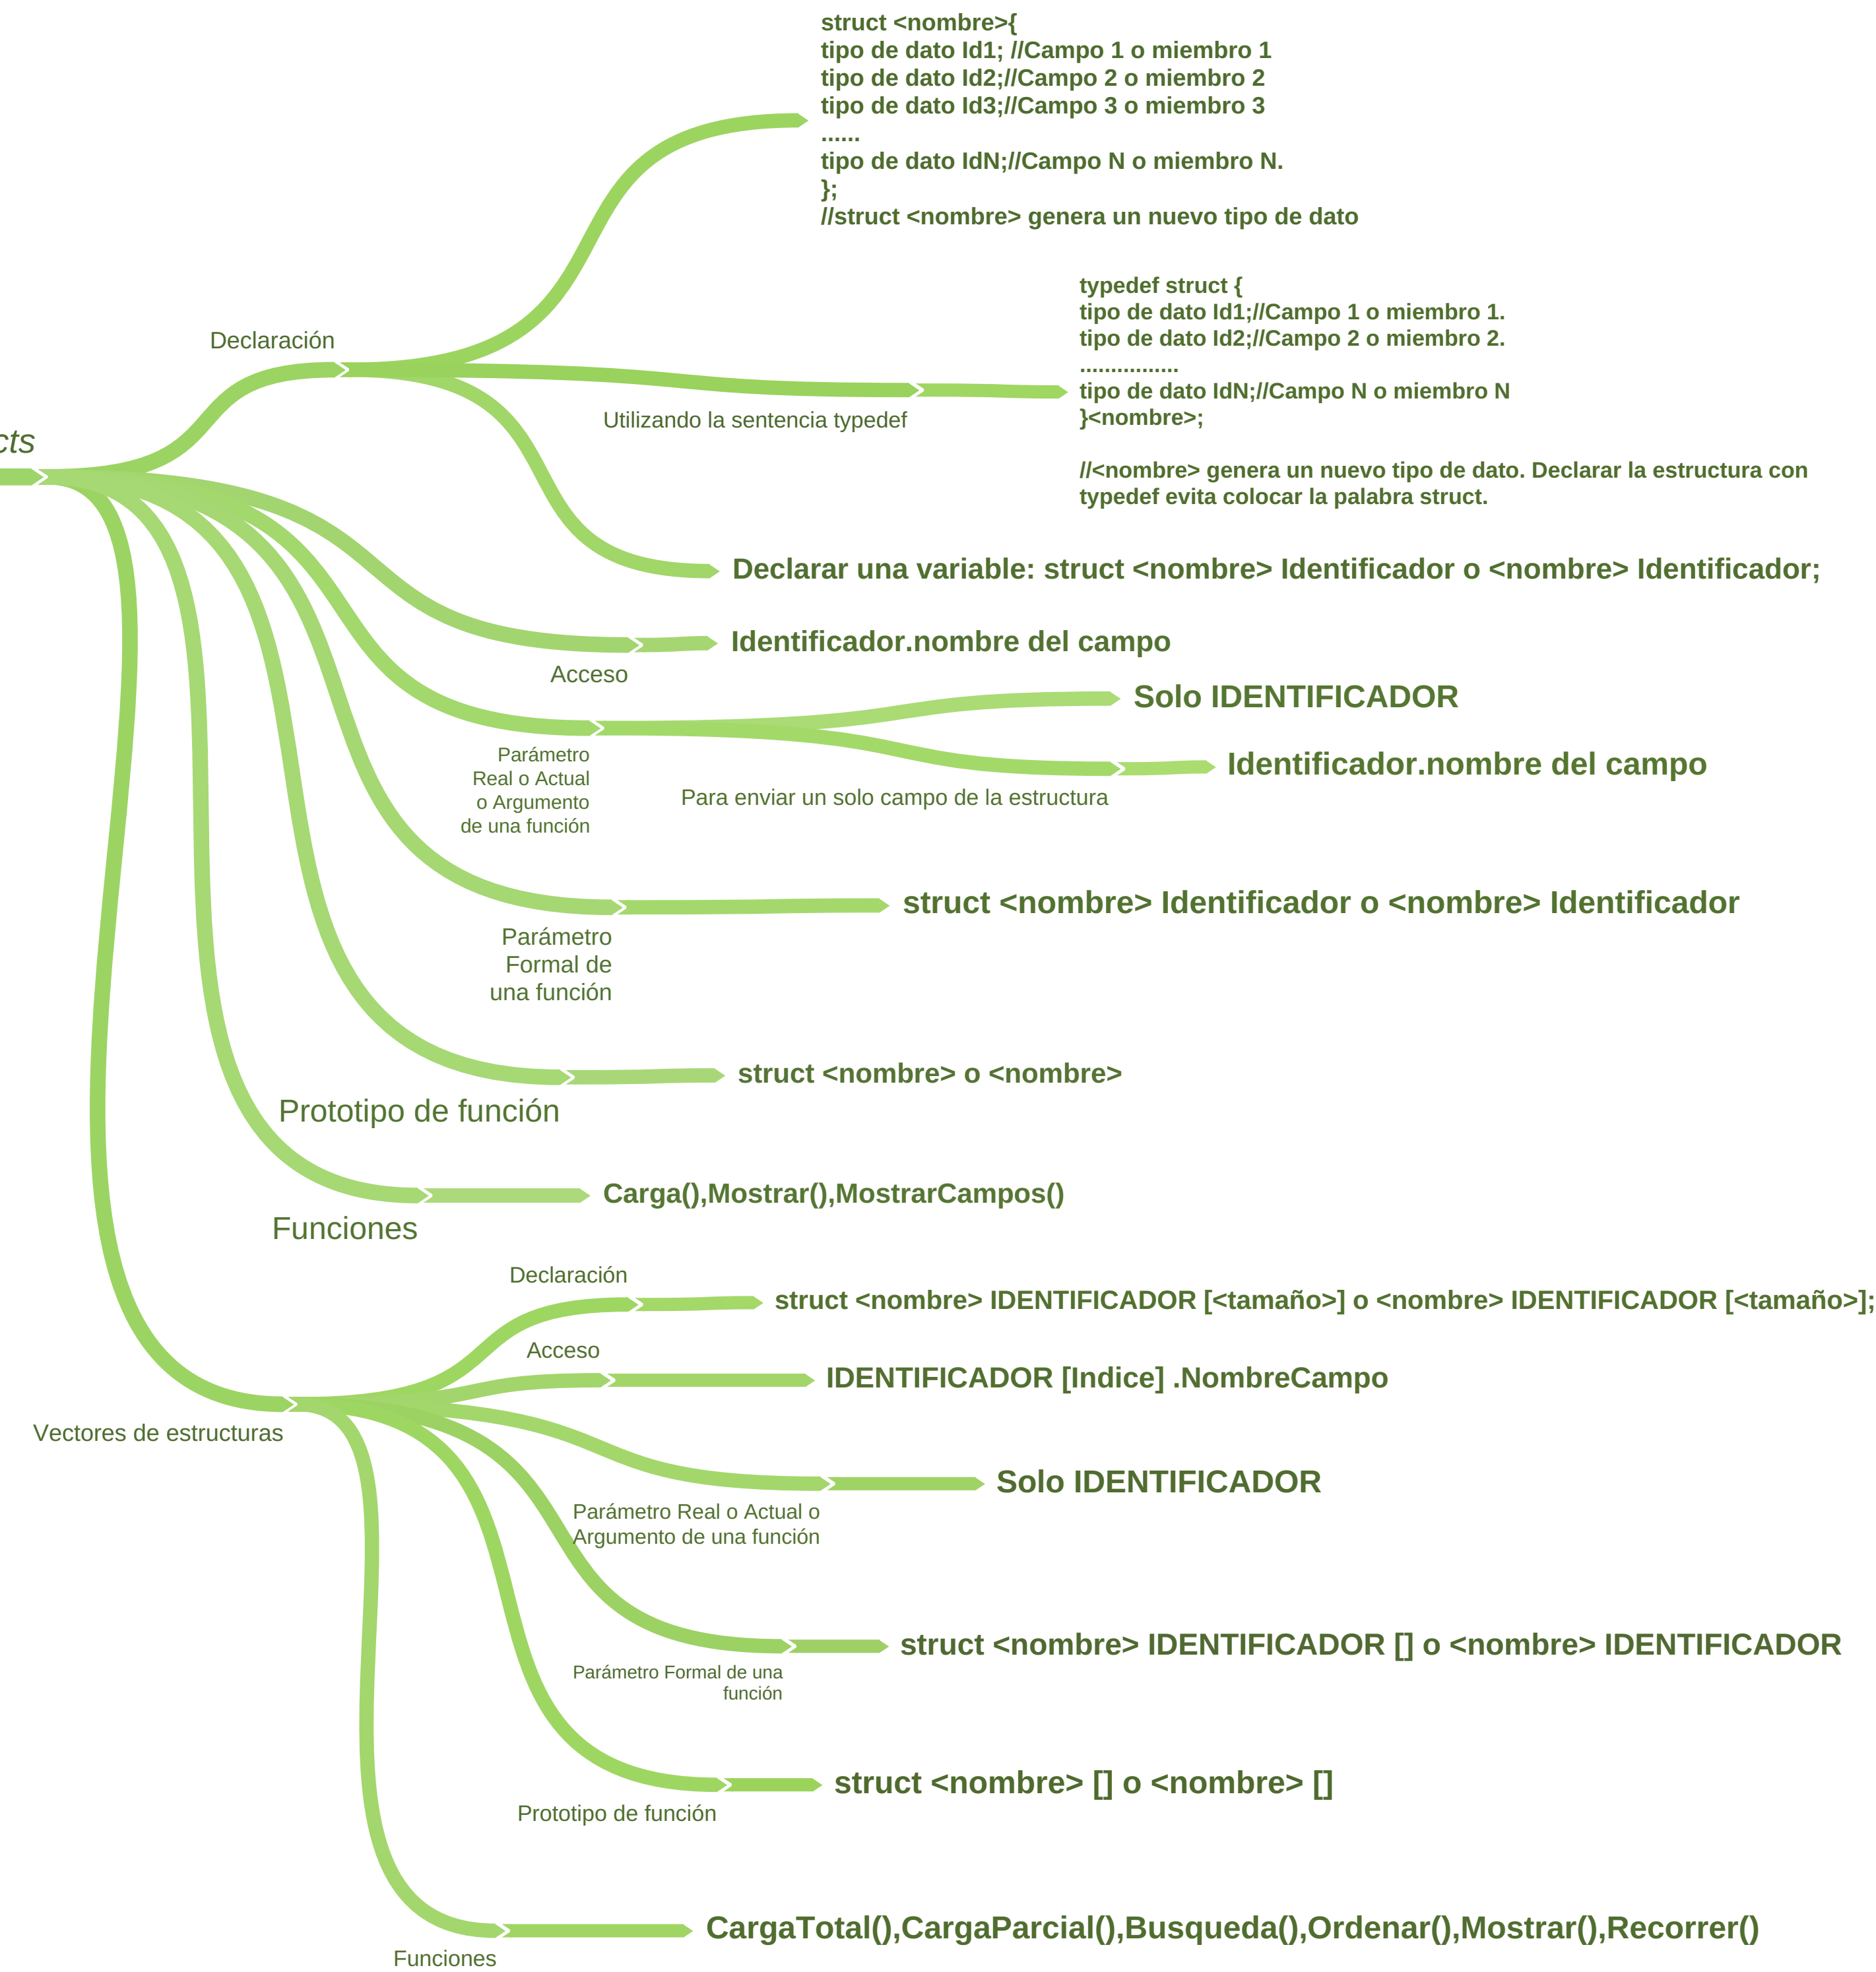 struct <nombre>{
tipo de dato Id1; //Campo 1 o miembro 1
tipo de dato Id2;//Campo 2 o miembro 2
tipo de dato Id3;//Campo 3 o miembro 3
......
tipo de dato IdN;//Campo N o miembro N.
};
//struct <nombre> genera un nuevo tipo de dato
typedef struct {
tipo de dato Id1;//Campo 1 o miembro 1.
tipo de dato Id2;//Campo 2 o miembro 2.
................
tipo de dato IdN;//Campo N o miembro N
}<nombre>;
//<nombre> genera un nuevo tipo de dato. Declarar la estructura con
typedef evita colocar la palabra struct.
Declaración
Utilizando la sentencia typedef
cts
Declarar una variable: struct <nombre> Identificador o <nombre> Identificador;
Identificador.nombre del campo
Acceso
Solo IDENTIFICADOR
Parámetro
Real o Actual
o Argumento
de una función
Identificador.nombre del campo
Para enviar un solo campo de la estructura
struct <nombre> Identificador o <nombre> Identificador
Parámetro
Formal de
una función
struct <nombre> o <nombre>
Prototipo de función
Carga(),Mostrar(),MostrarCampos()
Funciones
Declaración
struct <nombre> IDENTIFICADOR [<tamaño>] o <nombre> IDENTIFICADOR [<tamaño>];
Acceso
IDENTIFICADOR [Indice] .NombreCampo
Vectores de estructuras
Solo IDENTIFICADOR
Parámetro Real o Actual o
Argumento de una función
struct <nombre> IDENTIFICADOR [] o <nombre> IDENTIFICADOR
Parámetro Formal de una
función
struct <nombre> [] o <nombre> []
Prototipo de función
CargaTotal(),CargaParcial(),Busqueda(),Ordenar(),Mostrar(),Recorrer()
Funciones